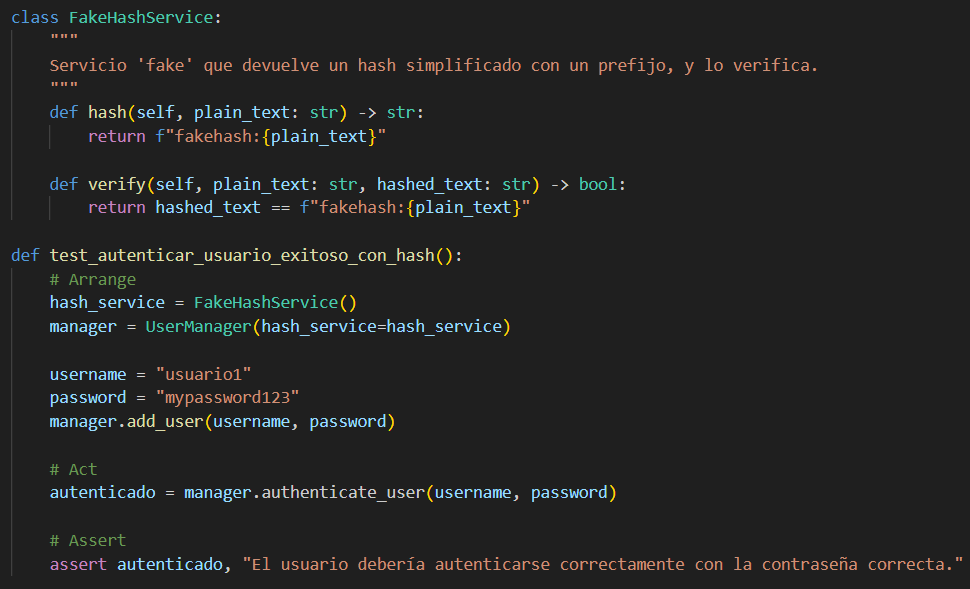 class FakeHashService:
    """
    Servicio 'fake' que devuelve un hash simplificado con un prefijo, y lo verifica.
    """
    def hash(self, plain_text: str) -> str:
        return f"fakehash:{plain_text}"

    def verify(self, plain_text: str, hashed_text: str) -> bool:
        return hashed_text == f"fakehash:{plain_text}"

def test_autenticar_usuario_exitoso_con_hash():
    # Arrange
    hash_service = FakeHashService()
    manager = UserManager(hash_service=hash_service)

    username = "usuario1"
    password = "mypassword123"
    manager.add_user(username, password)

    # Act
    autenticado = manager.authenticate_user(username, password)

    # Assert
    assert autenticado, "El usuario debería autenticarse correctamente con la contraseña correcta."